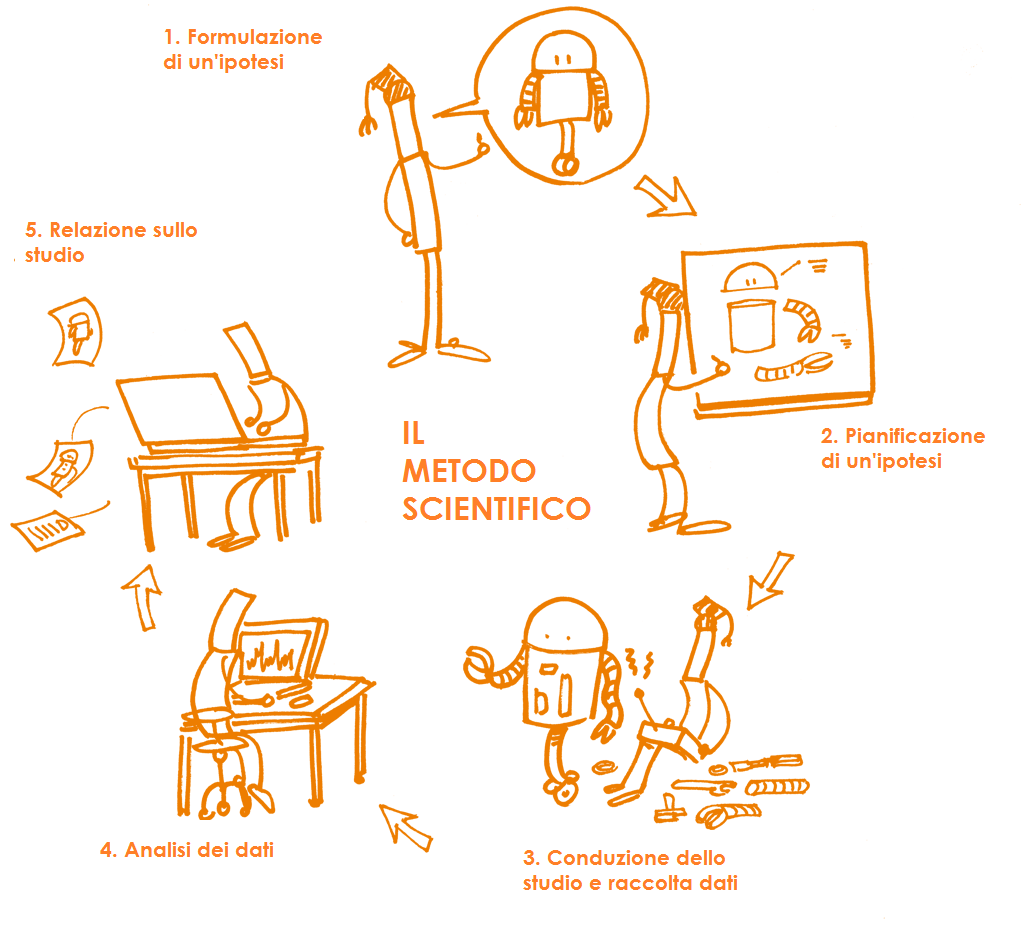 1. Formulazione
di un'ipotesi
5. Relazione sullo
studio
2. Pianificazione
di un'ipotesi
IL
METODO
SCIENTIFICO
4. Analisi dei dati
3. Conduzione dello
studio e raccolta dati